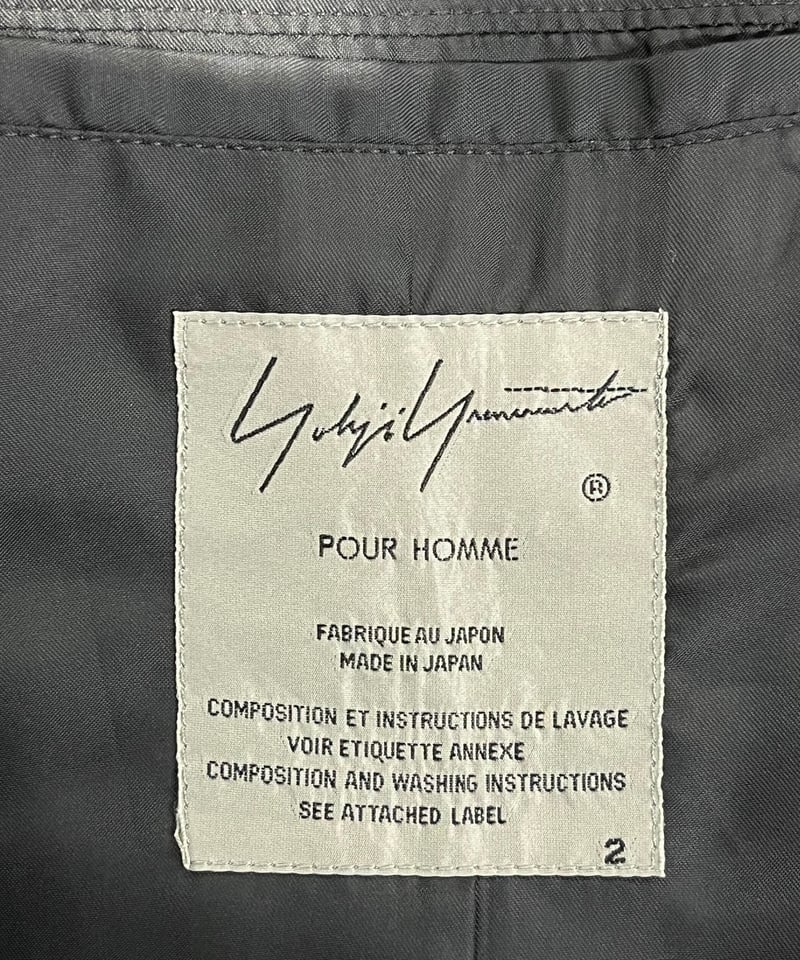 Yohji Yamamoto
®
POUR HOMME
FABRIQUE AU JAPON
MADE IN JAPAN
COMPOSITION ET INSTRUCTIONS DE LAVAGE
VOIR ETIQUETTE ANNEXE
COMPOSITION AND WASHING INSTRUCTIONS
SEE ATTACHED LABEL
2